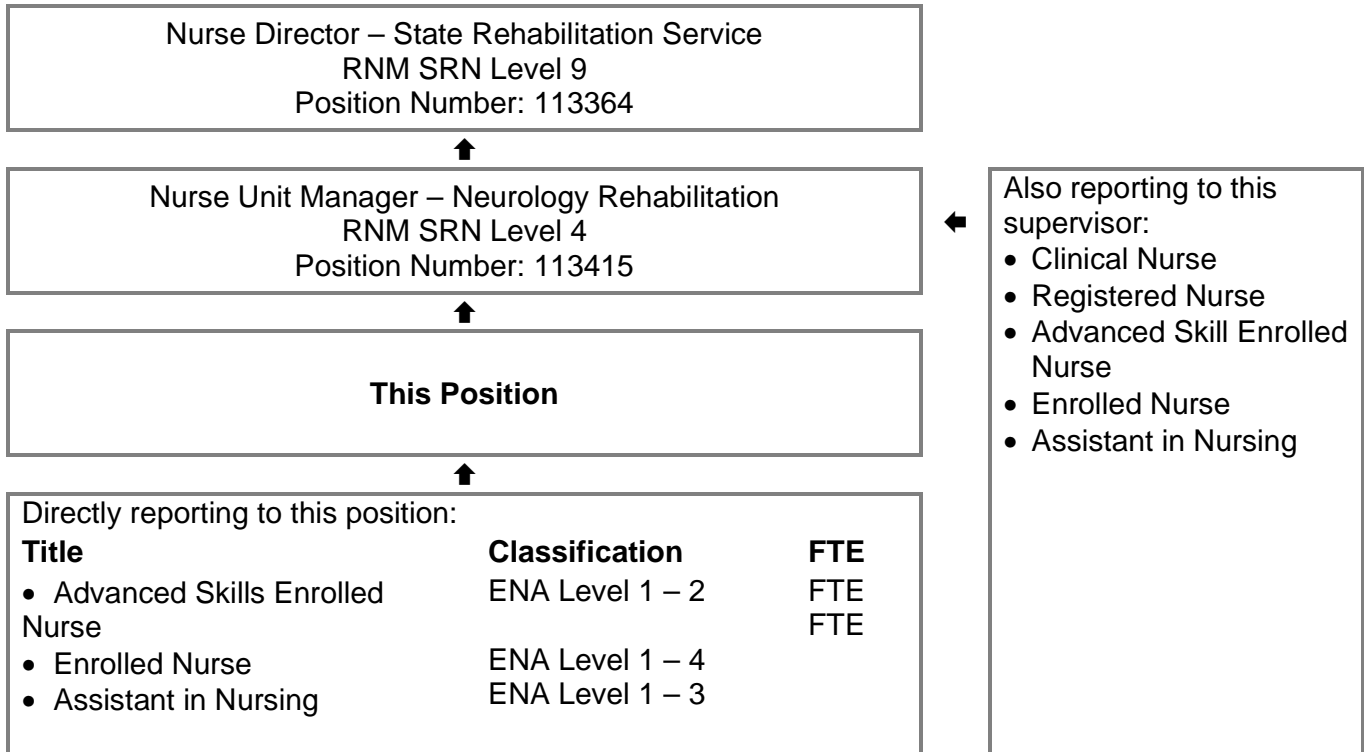 Nurse Director – State Rehabilitation Service
RNM SRN Level 9
Position Number: 113364
Nurse Unit Manager – Neurology Rehabilitation
RNM SRN Level 4
Position Number: 113415
Also reporting to this
supervisor:
• Clinical Nurse
• Registered Nurse
• Advanced Skill Enrolled
Nurse
• Enrolled Nurse
• Assistant in Nursing
This Position
Directly reporting to this position:
Title Classification FTE
• Advanced Skills Enrolled ENA Level 1 – 2 FTE
Nurse FTE
• Enrolled Nurse ENA Level 1 – 4
• Assistant in Nursing ENA Level 1 – 3